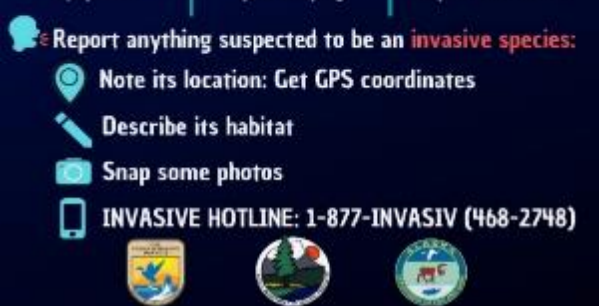 Report anything suspected to be an invasive species:
Note its location: Get GPS coordinates
Describe its habitat
Snap some photos
INVASIVE HOTLINE: 1-877-INVASIV (468-2748)
ALASKA